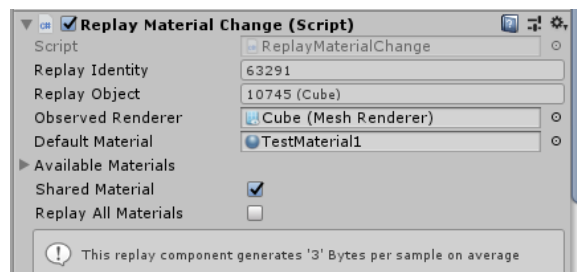 Replay Material Change (Script)
Script ReplayMaterialChange
Replay Identity 63291
Replay Object 10745 (Cube)
Observed Renderer Cube (Mesh Renderer)
Default Material TestMaterial1
Available Materials
Shared Material
Replay All Materials
This replay component generates '3' Bytes per sample on average